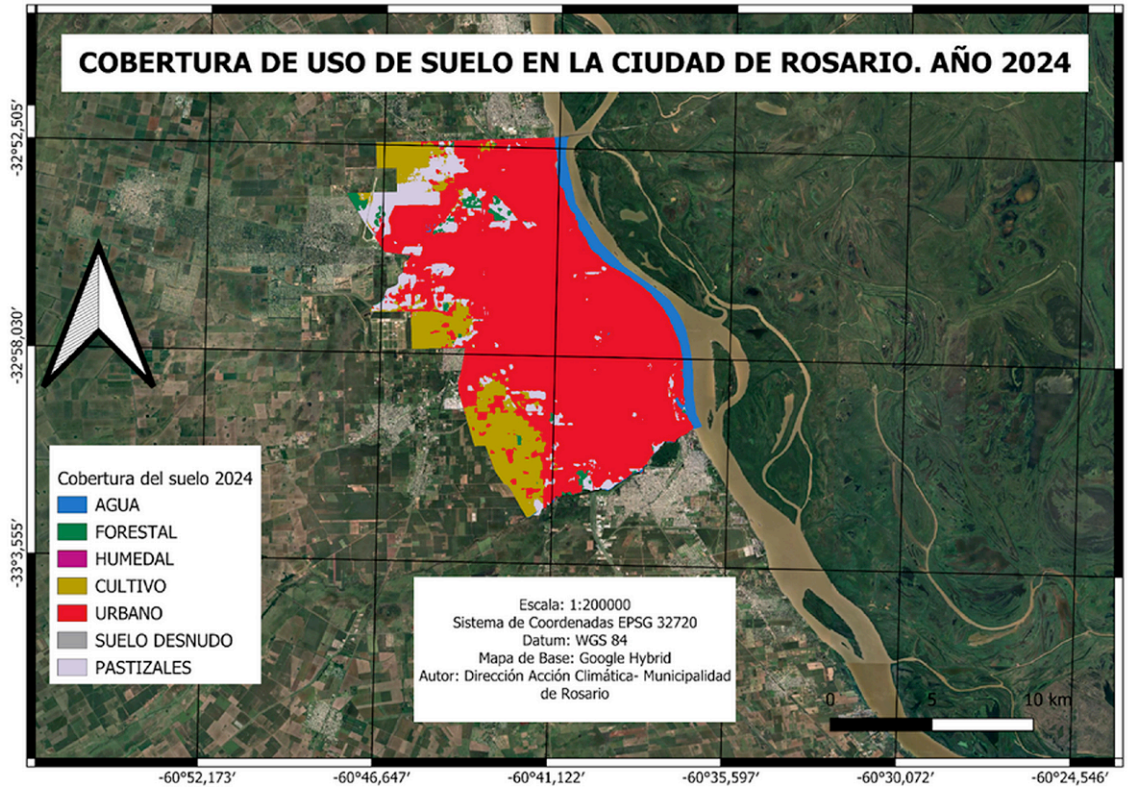 COBERTURA DE USO DE SUELO EN LA CIUDAD DE ROSARIO. AÑO 2024
-32°52,505′
-32°58,030′
-33°3,555′
Cobertura del suelo 2024
AGUA
FORESTAL
HUMEDAL
CULTIVO
URBANO
SUELO DESNUDO
PASTIZALES
Escala: 1:200000
Sistema de Coordenadas EPSG 32720
Datum: WGS 84
Mapa de Base: Google Hybrid
Autor: Dirección Acción Climática- Municipalidad
de Rosario
0 5 10 km
-60°52,173′ -60°46,647′ -60°41,122′ -60°35,597′ -60°30,072′ -60°24,546′